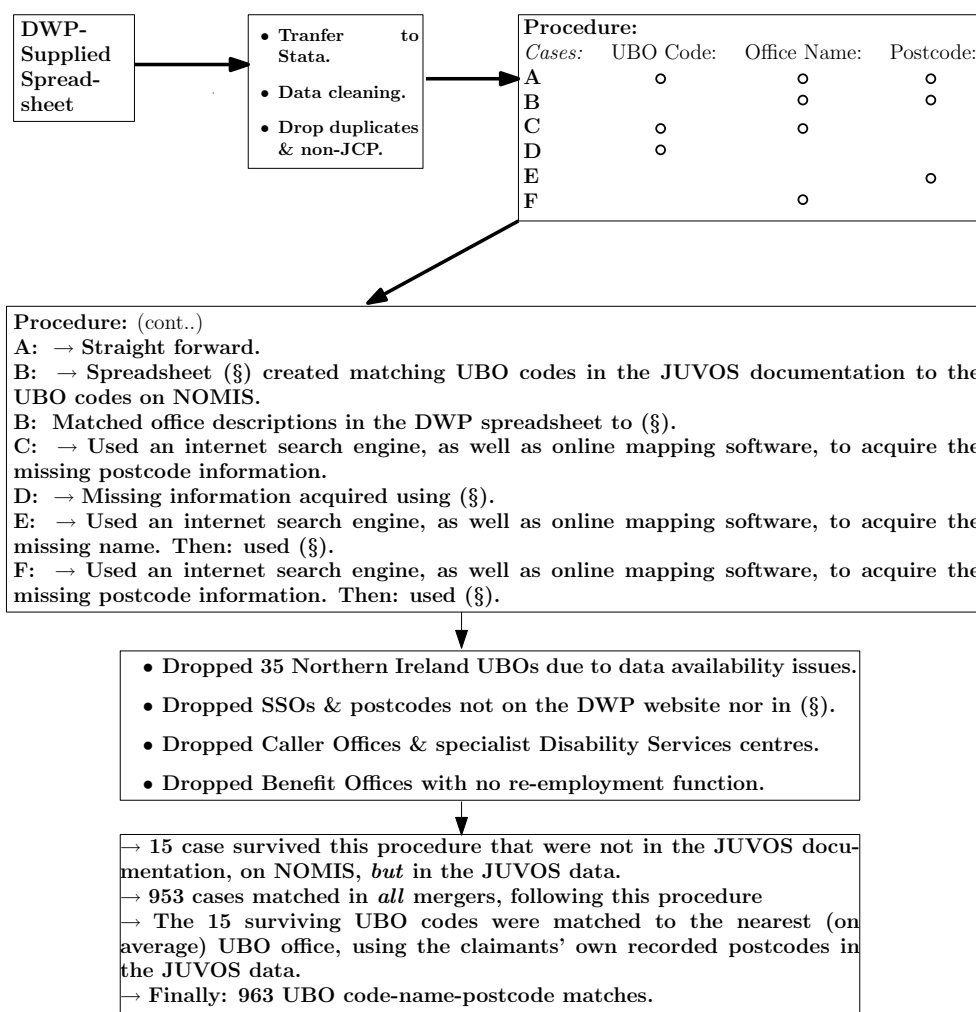 DWP-
Supplied
Spread-
sheet
• Tranfer to
Stata.
• Data cleaning.
• Drop duplicates
& non-JCP.
Procedure:
Cases: UBO Code: Office Name: Postcode:
A
B
C
D
E
F
Procedure: (cont..)
A: → Straight forward.
B: → Spreadsheet (§) created matching UBO codes in the JUVOS documentation to the
UBO codes on NOMIS.
B: Matched office descriptions in the DWP spreadsheet to (§).
C: → Used an internet search engine, as well as online mapping software, to acquire the
missing postcode information.
D: → Missing information acquired using (§).
E: → Used an internet search engine, as well as online mapping software, to acquire the
missing name. Then: used (§).
F: → Used an internet search engine, as well as online mapping software, to acquire the
missing postcode information. Then: used (§).
• Dropped 35 Northern Ireland UBOs due to data availability issues.
• Dropped SSOs & postcodes not on the DWP website nor in (§).
• Dropped Caller Offices & specialist Disability Services centres.
• Dropped Benefit Offices with no re-employment function.
→ 15 case survived this procedure that were not in the JUVOS docu-
mentation, on NOMIS, but in the JUVOS data.
→ 953 cases matched in all mergers, following this procedure
→ The 15 surviving UBO codes were matched to the nearest (on
average) UBO office, using the claimants' own recorded postcodes in
the JUVOS data.
→ Finally: 963 UBO code-name-postcode matches.